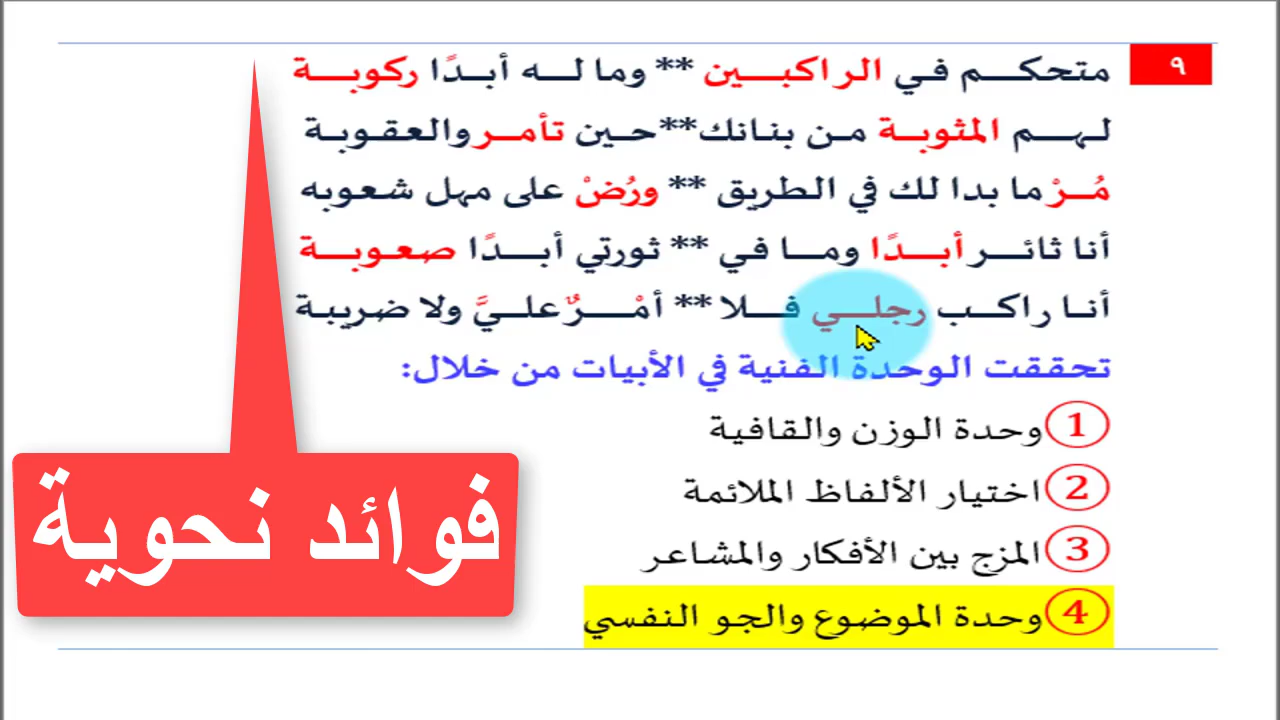 ٩
متحكم في الراكبين ** وما له أبدًا ركوبة
لهم المثوبة من بنانك**حين تأمر والعقوبة
مُرْ ما بدا لك في الطريق ** ورُضْ على مهل شعوبه
أنا ثائر أبدًا وما في ** ثورتي أبدًا صعوبة
أنا راكب رجلي فلا ** أمْرٌ عليَّ ولا ضريبة
تحققت الوحدة الفنية في الأبيات من خلال:
1 وحدة الوزن والقافية
2 اختيار الألفاظ الملائمة
3 المزج بين الأفكار والمشاعر
4 وحدة الموضوع والجو النفسي
فوائد نحوية